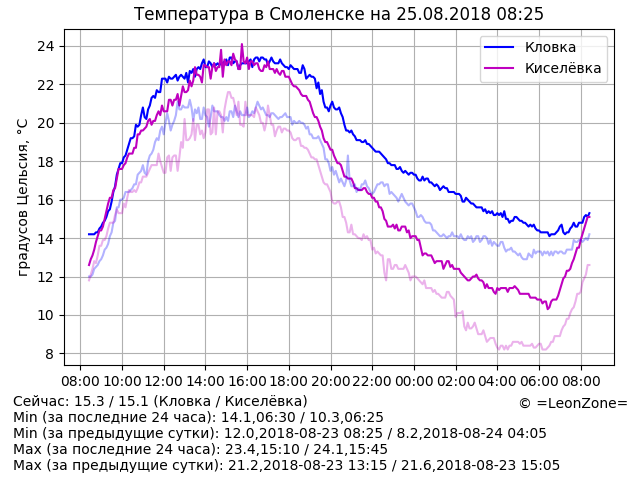 Температура в Смоленске на 25.08.2018 08:25
градусов Цельсия, °C
24
22
20
18
16
14
12
10
8
Кловка
Киселёвка
08:00 10:00 12:00 14:00 16:00 18:00 20:00 22:00 00:00 02:00 04:00 06:00 08:00
Сейчас: 15.3 / 15.1 (Кловка / Киселёвка)
© =LeonZone=
Min (за последние 24 часа): 14.1,06:30 / 10.3,06:25
Min (за предыдущие сутки): 12.0,2018-08-23 08:25 / 8.2,2018-08-24 04:05
Max (за последние 24 часа): 23.4,15:10 / 24.1,15:45
Max (за предыдущие сутки): 21.2,2018-08-23 13:15 / 21.6,2018-08-23 15:05